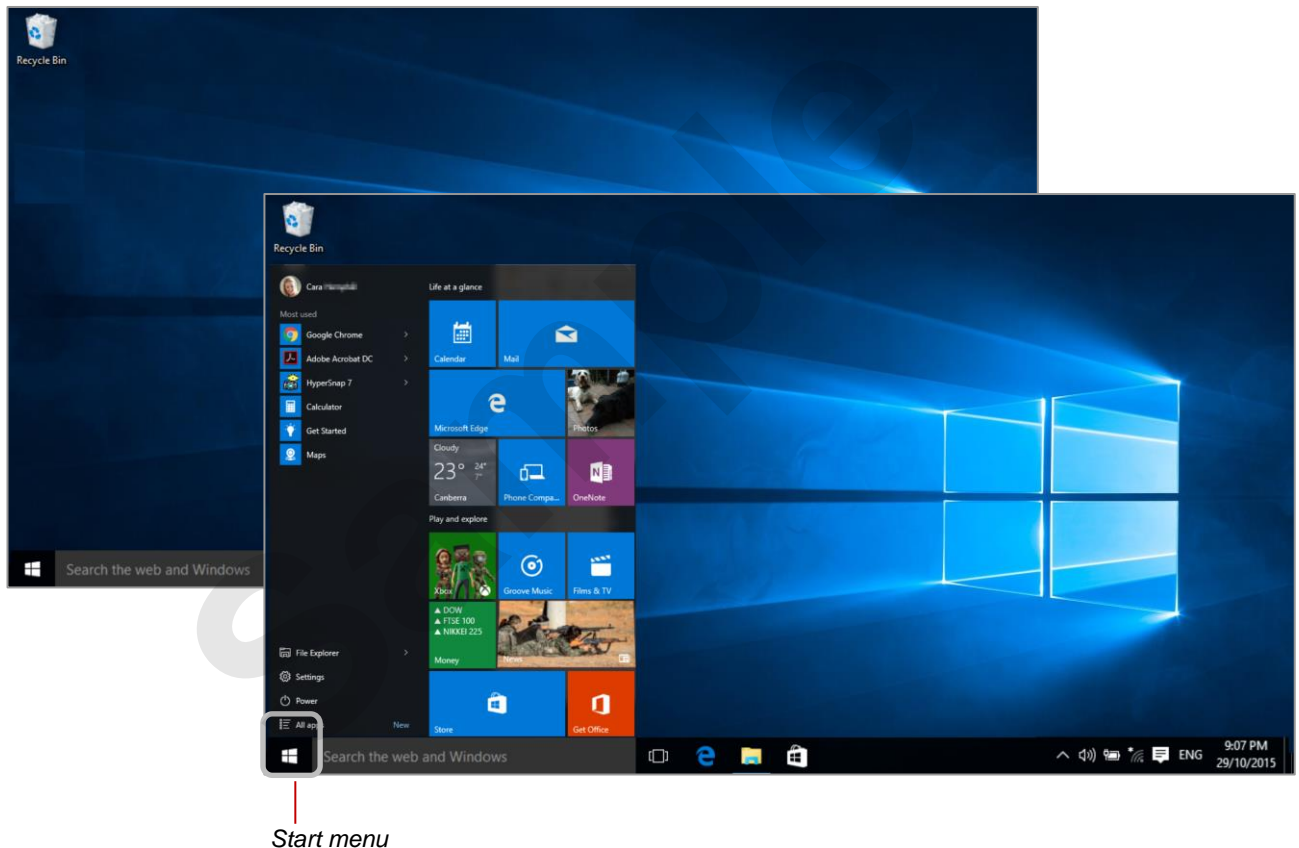 Recycle Bin
Search the web and Windows
Recycle Bin
Cara
Most used
Google Chrome
Adobe Acrobat DC
HyperSnap 7
Calculator
Get Started
Maps
File Explorer
Settings
Power
All apps New
Life at a glance
Calendar
Mail
Microsoft Edge
Photos
Cloudy
23° 24°
7°
Canberra
Phone Compa...
N
OneNote
Play and explore
Xbox
Groove Music
Films & TV
▲ DOW
▲ FTSE 100
▲ NIKKEI 225
Money
News
Store
Get Office
Search the web and Windows
ENG
9:07 PM
29/10/2015
Start menu
Sample